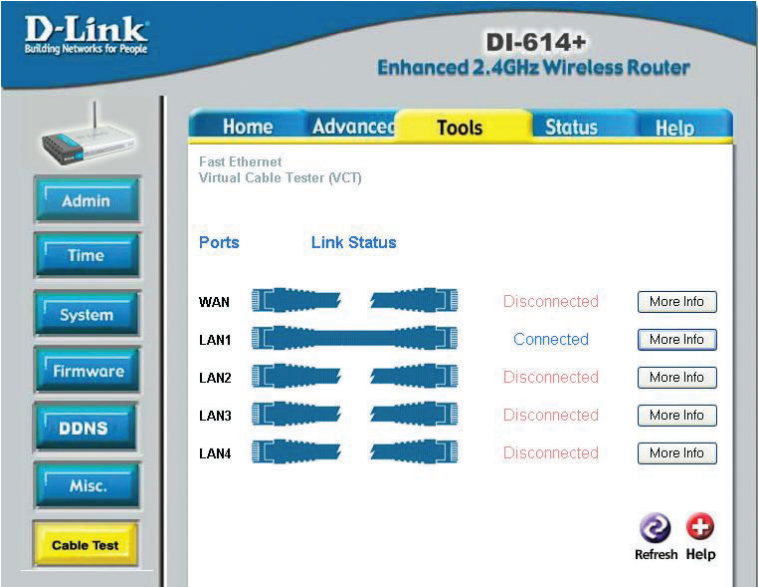 D-Link
Building Networks for People
DI-614+
Enhanced 2.4GHz Wireless Router
Home Advanced Tools Status Help
Fast Ethernet
Virtual Cable Tester (VCT)
Admin
Time
System
Firmware
DDNS
Misc.
Cable Test
Ports Link Status
WAN Disconnected More Info
LAN1 Connected More Info
LAN2 Disconnected More Info
LAN3 Disconnected More Info
LAN4 Disconnected More Info
Refresh Help